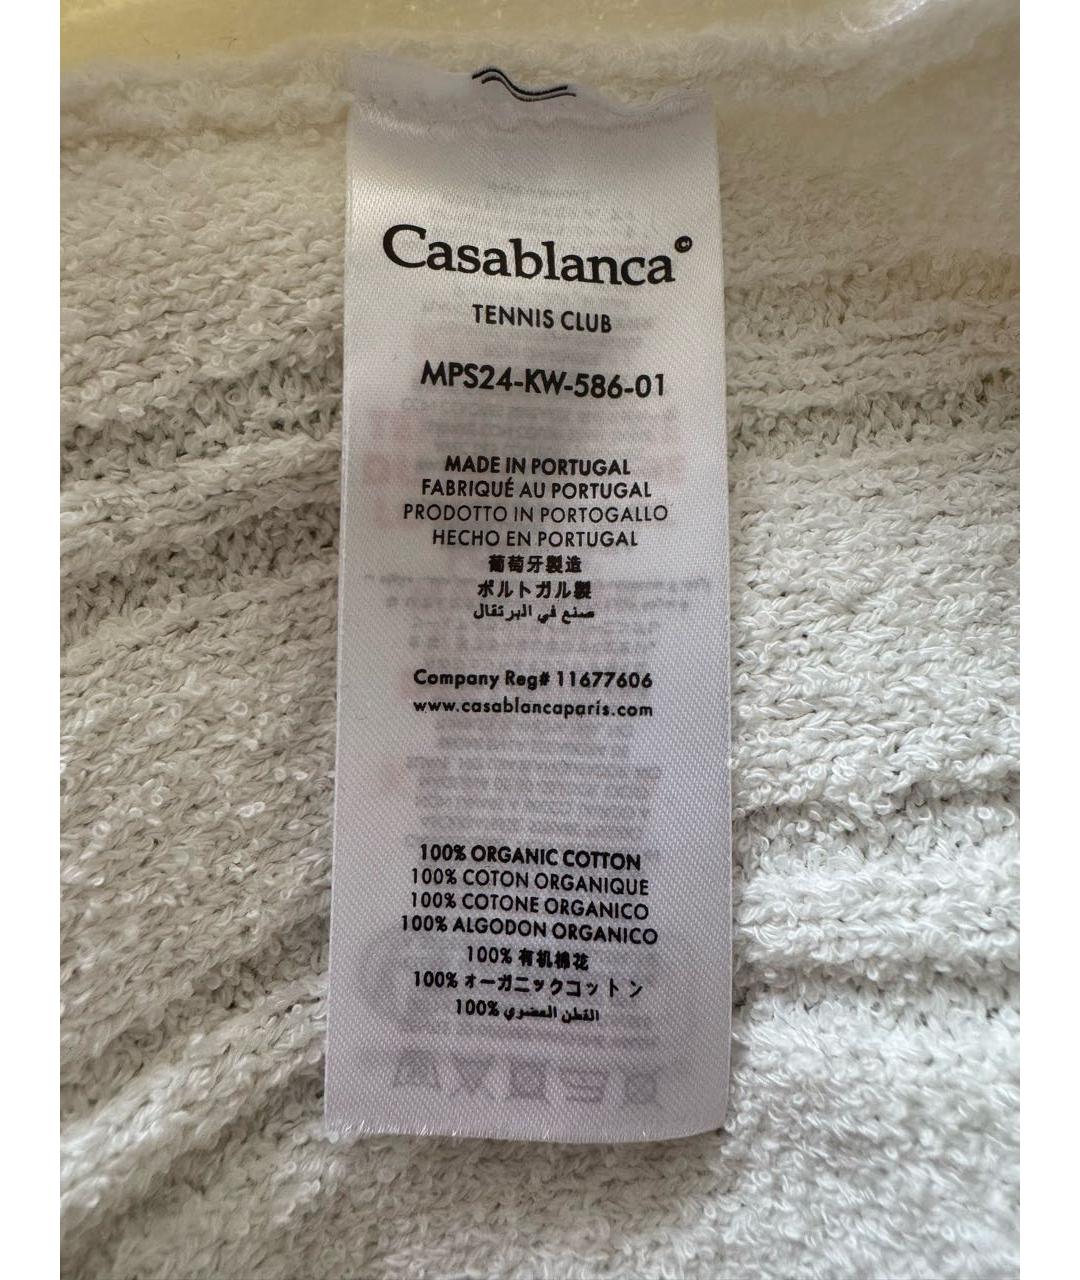 Casablanca©
TENNIS CLUB
MPS24-KW-586-01
MADE IN PORTUGAL
FABRIQUÉ AU PORTUGAL
PRODOTTO IN PORTOGALLO
HECHO EN PORTUGAL
葡萄牙製造
ポルトガル製
صنع في البرتقال
Company Reg# 11677606
www.casablancaparis.com
100% ORGANIC COTTON
100% COTON ORGANIQUE
100% COTONE ORGANICO
100% ALGODON ORGANICO
100% 有机棉花
100% オーガニックコットン
100% القطن العضوي